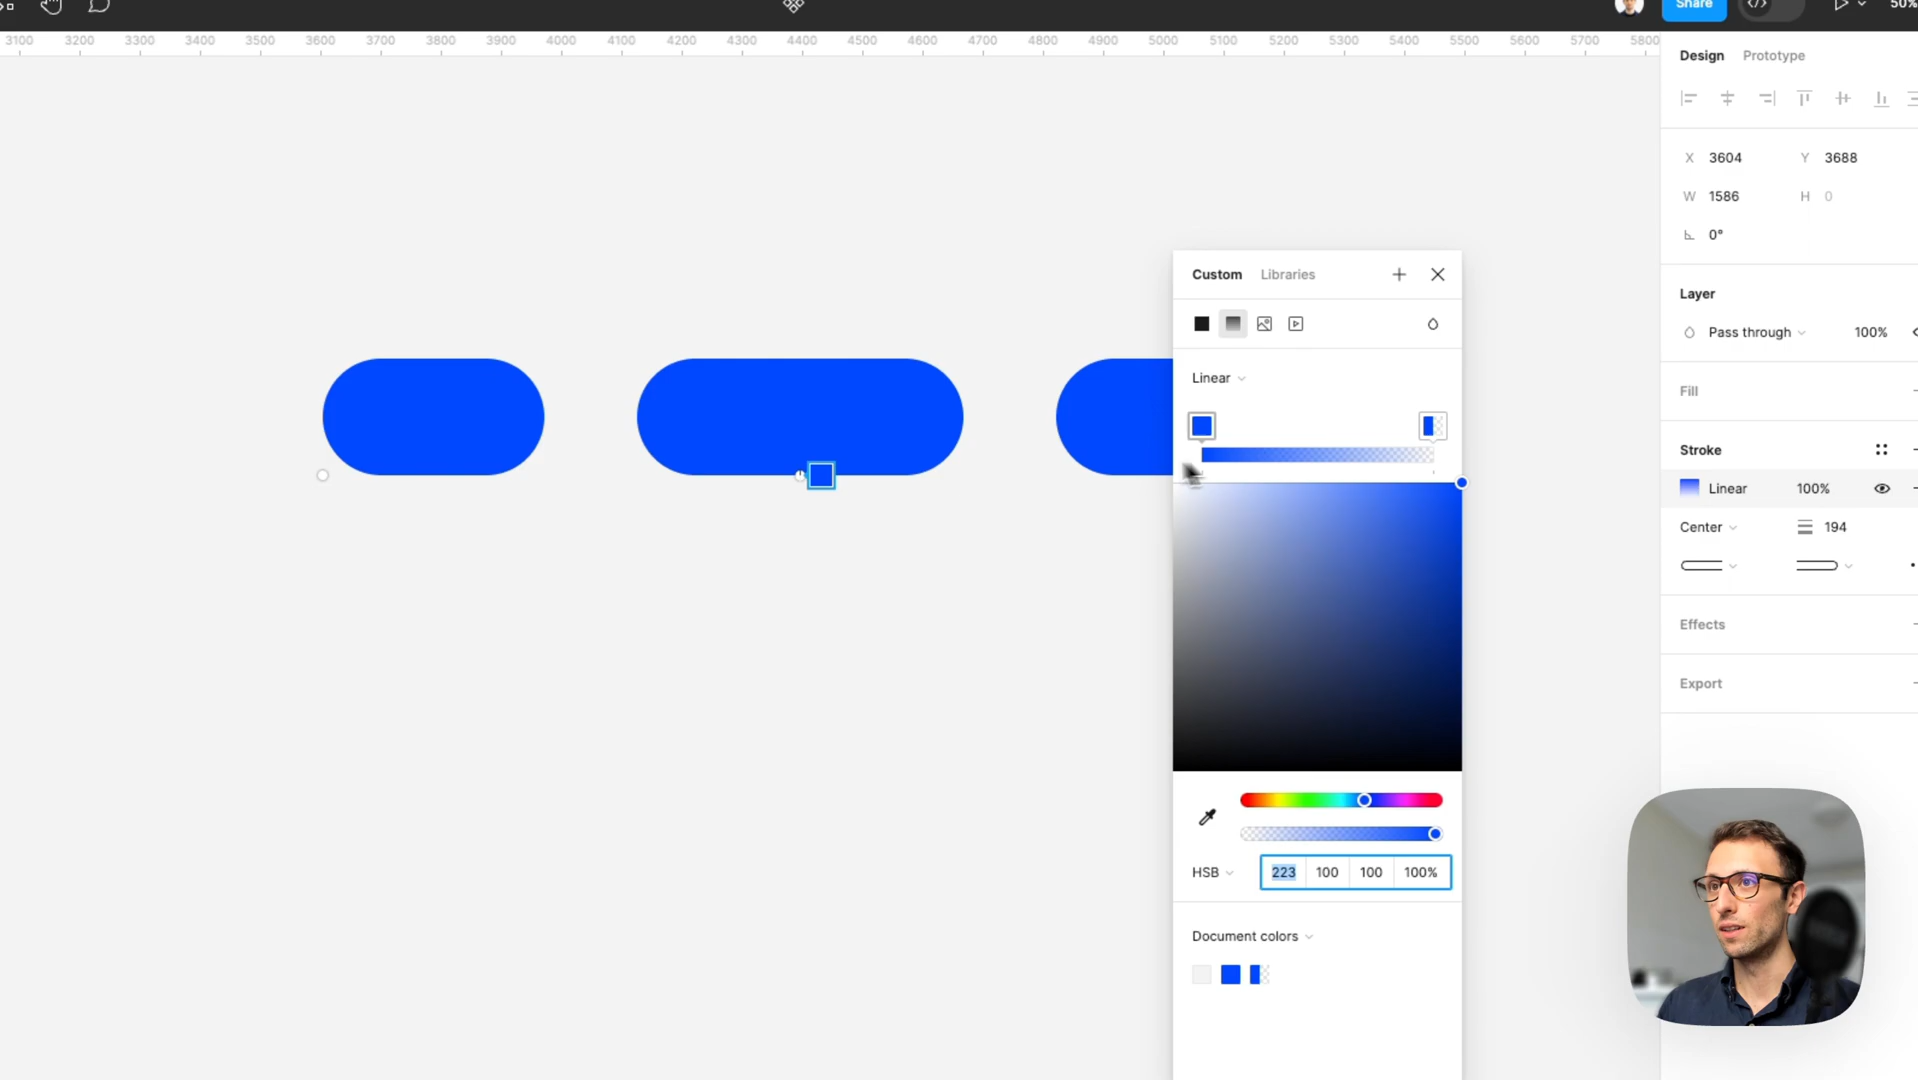 Share
50%
3100 3200 3300 3400 3500 3600 3700 3800 3900 4000 4100 4200 4300 4400 4500 4600 4700 4800 4900 5000 5100 5200 5300 5400 5500 5600 5700 5800
Design Prototype
X 3604 Y 3688
W 1586 H 0
0°
Layer
Pass through 100%
Fill
Stroke
Linear 100%
Center 194
Effects
Export
Custom Libraries
Linear
HSB 223 100 100 100%
Document colors